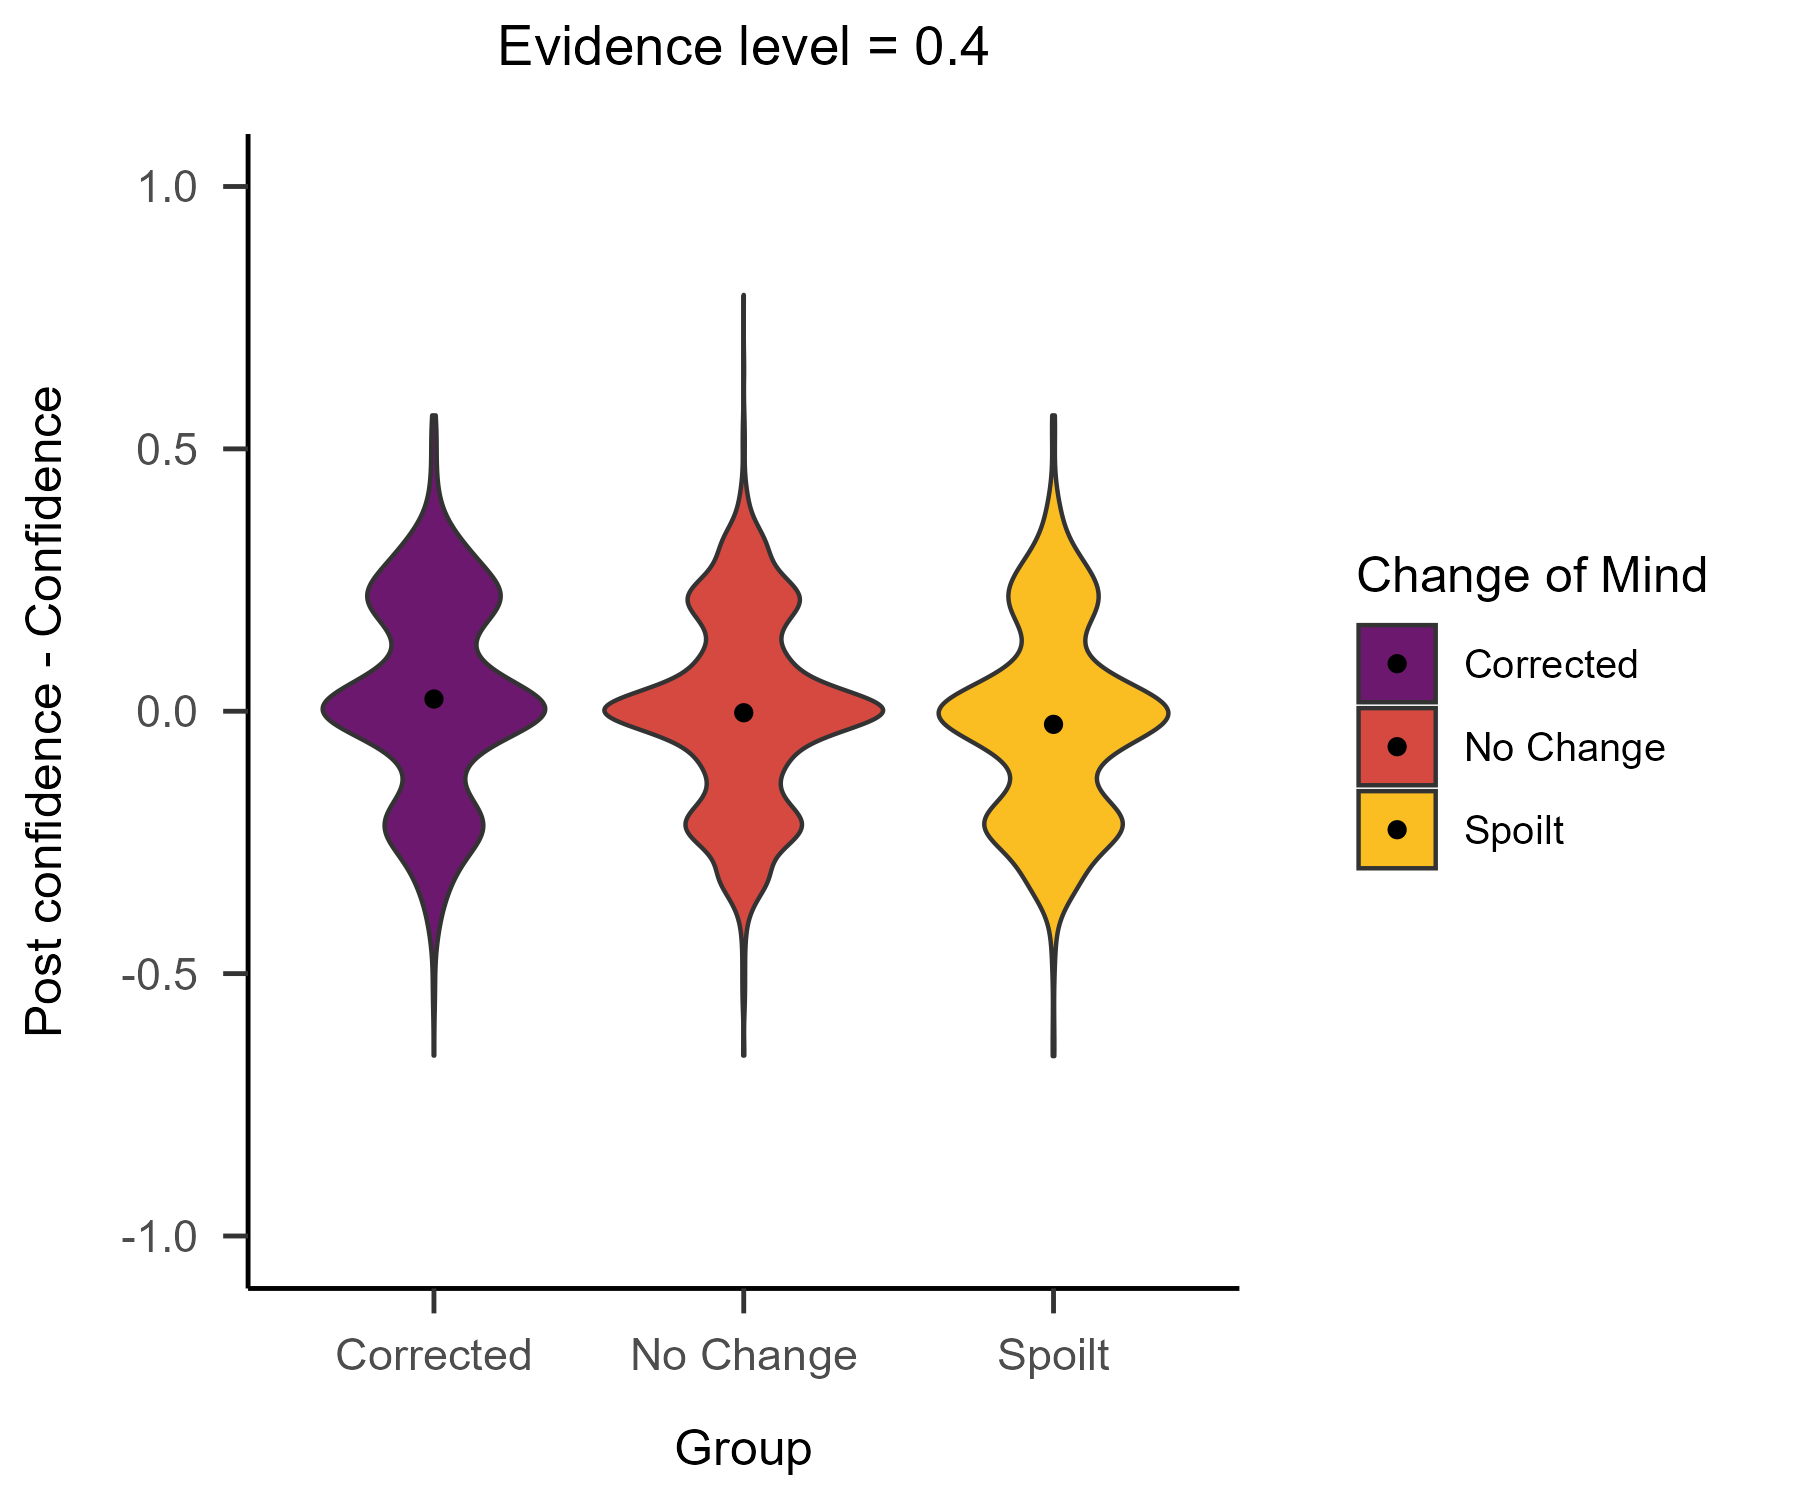 Evidence level = 0.4
Post confidence - Confidence
1.0
0.5
0.0
-0.5
-1.0
Corrected
No Change
Spoilt
Group
Change of Mind
Corrected
No Change
Spoilt